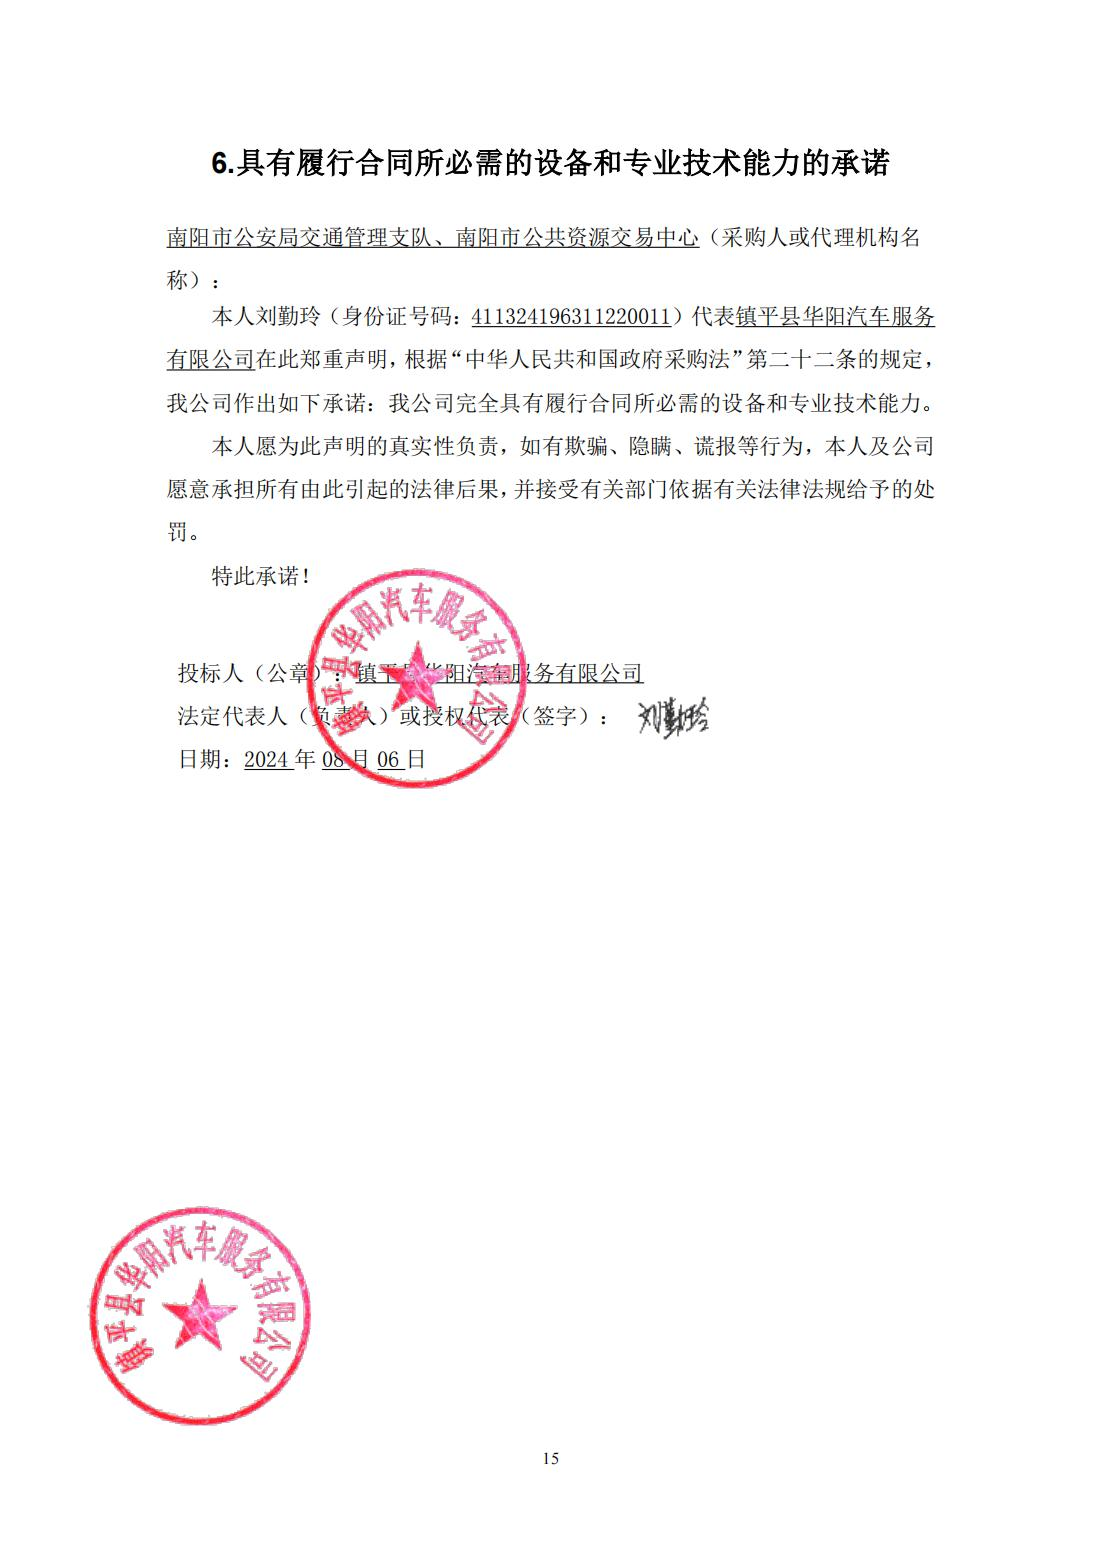 6.具有履行合同所必需的设备和专业技术能力的承诺
南阳市公安局交通管理支队、南阳市公共资源交易中心（采购人或代理机构名
称）：
本人刘勤玲（身份证号码：411324196311220011）代表镇平县华阳汽车服务
有限公司在此郑重声明，根据“中华人民共和国政府采购法”第二十二条的规定，
我公司作出如下承诺：我公司完全具有履行合同所必需的设备和专业技术能力。
本人愿为此声明的真实性负责，如有欺骗、隐瞒、谎报等行为，本人及公司
愿意承担所有由此引起的法律后果，并接受有关部门依据有关法律法规给予的处
罚。
特此承诺！
投标人（公章）：镇平县华阳汽车服务有限公司
法定代表人（负责人）或授权代表（签字）：刘勤玲
日期：2024 年 08 月 06 日
镇平县华阳汽车服务有限公司
镇平县华阳汽车服务有限公司
15